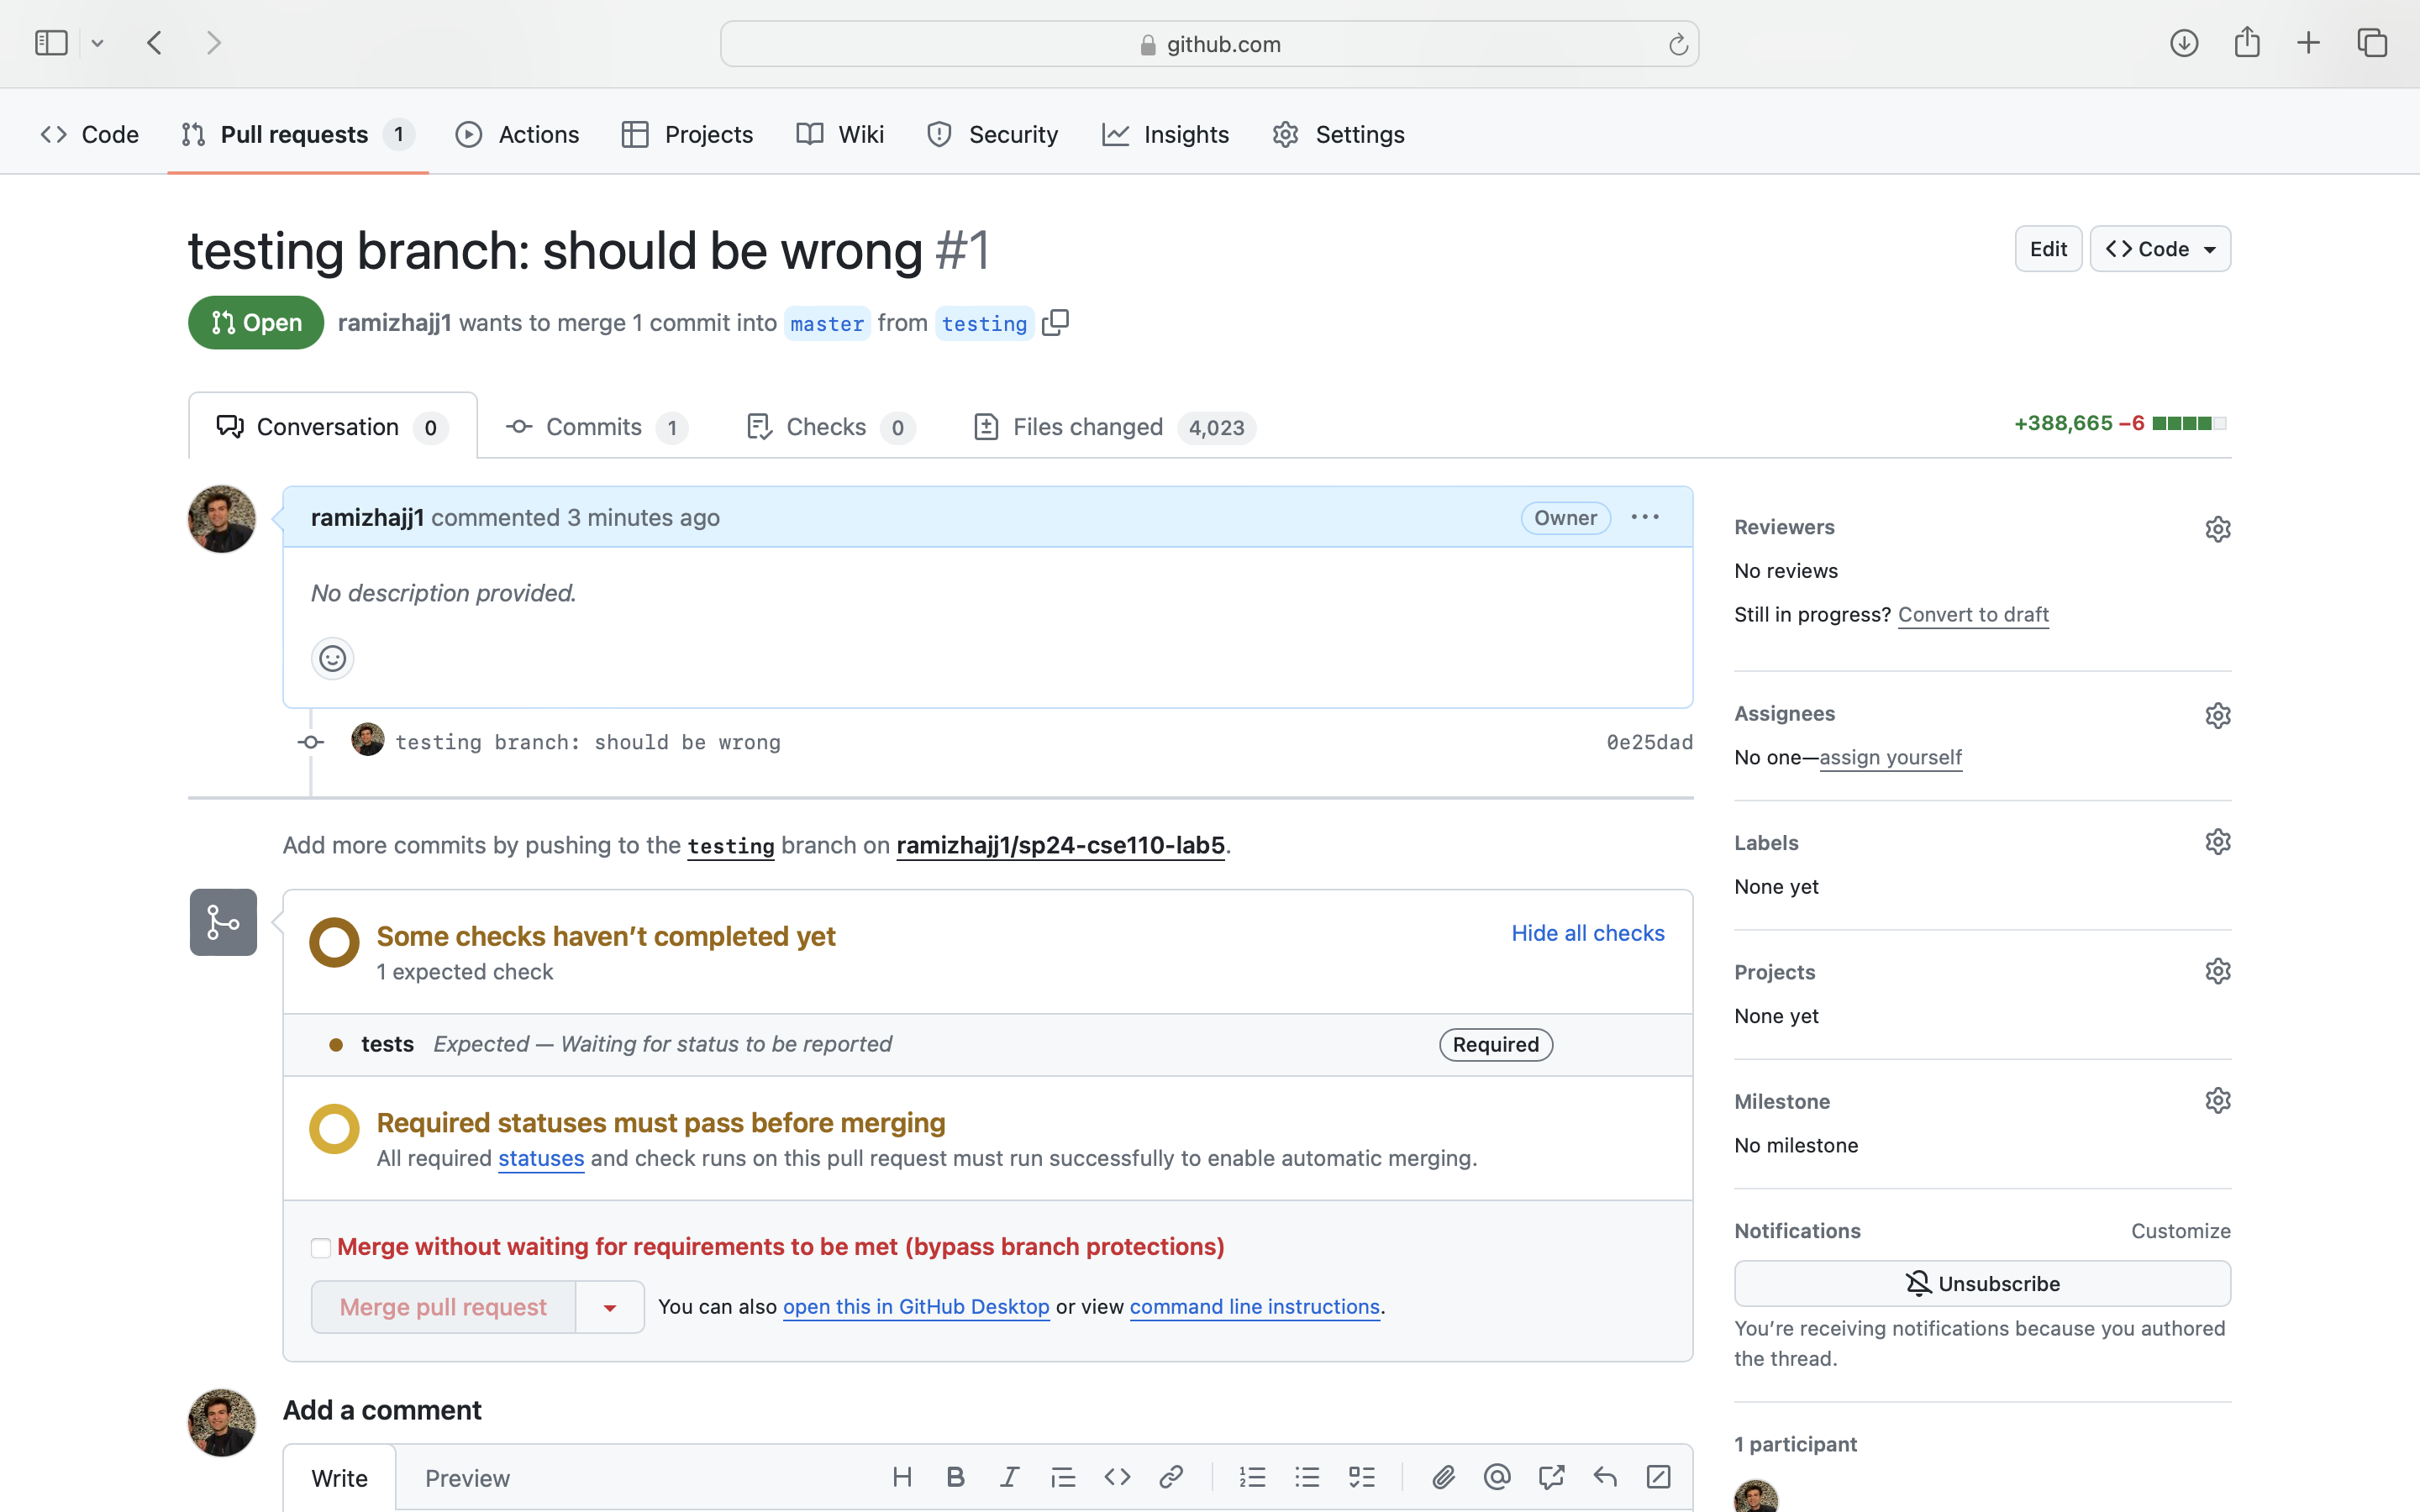 github.com
Code Pull requests 1 Actions Projects Wiki Security Insights Settings
testing branch: should be wrong #1
Edit Code
Open ramizhajj1 wants to merge 1 commit into master from testing
Conversation 0 Commits 1 Checks 0 Files changed 4,023
+388,665 −6
ramizhajj1 commented 3 minutes ago
Owner
No description provided.
testing branch: should be wrong
0e25dad
Add more commits by pushing to the testing branch on ramizhajj1/sp24-cse110-lab5.
Some checks haven’t completed yet
Hide all checks
1 expected check
tests Expected — Waiting for status to be reported
Required
Required statuses must pass before merging
All required statuses and check runs on this pull request must run successfully to enable automatic merging.
Merge without waiting for requirements to be met (bypass branch protections)
Merge pull request
You can also open this in GitHub Desktop or view command line instructions.
Add a comment
Write Preview
Reviewers
No reviews
Still in progress? Convert to draft
Assignees
No one—assign yourself
Labels
None yet
Projects
None yet
Milestone
No milestone
Notifications Customize
Unsubscribe
You’re receiving notifications because you authored
the thread.
1 participant